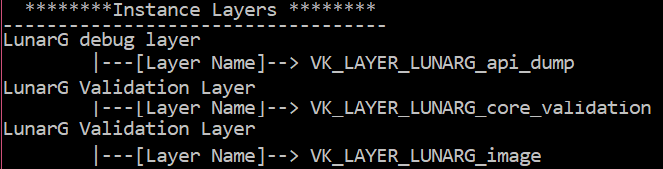 ********Instance Layers ********
-----------------------------------
LunarG debug layer
|---[Layer Name]--> VK_LAYER_LUNARG_api_dump
LunarG Validation Layer
|---[Layer Name]--> VK_LAYER_LUNARG_core_validation
LunarG Validation Layer
|---[Layer Name]--> VK_LAYER_LUNARG_image